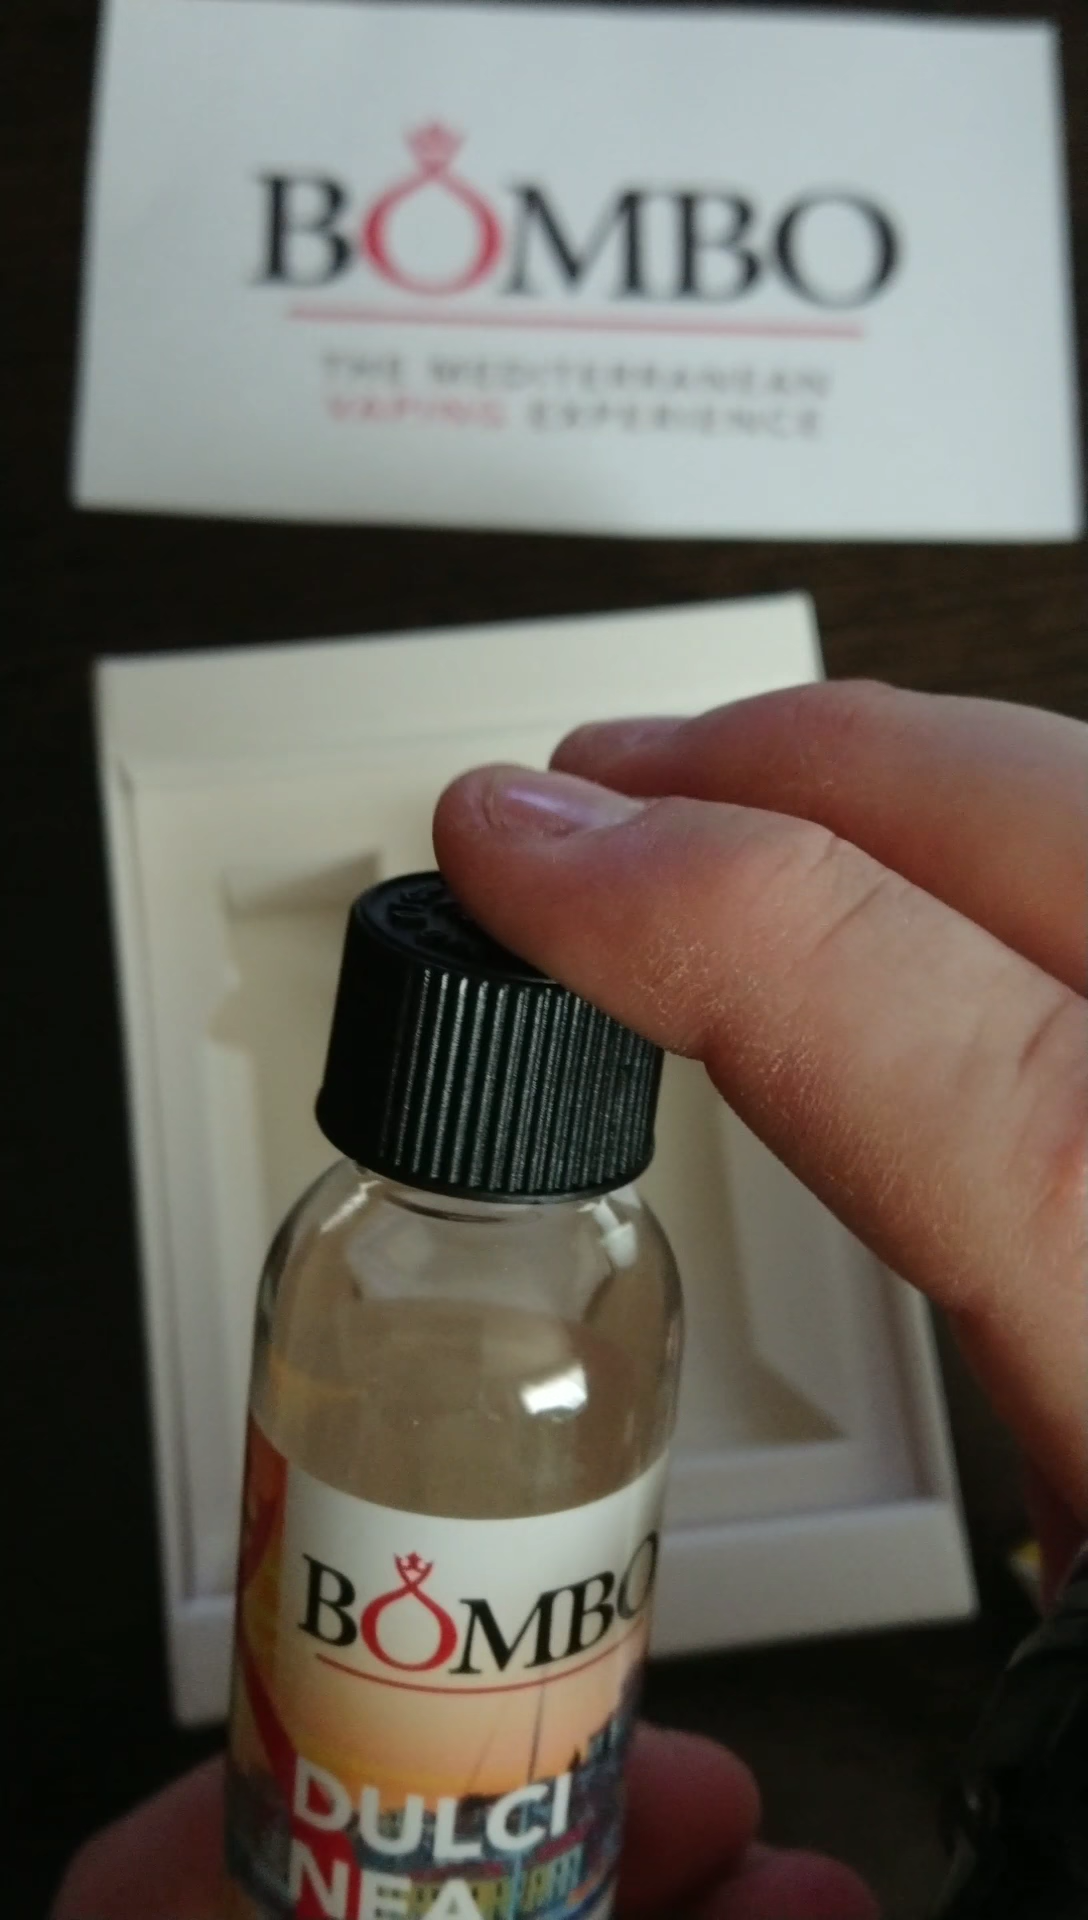 BOMBO
THE MEDITERRANEAN
VAPING EXPERIENCE
BOMBO
DULCI
NEA